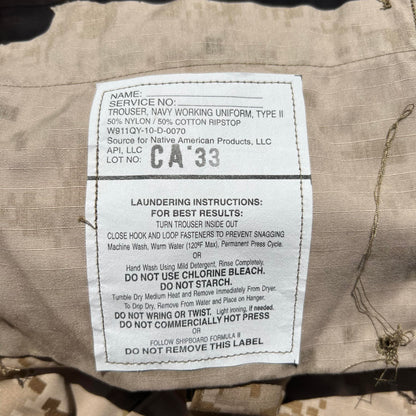 NAME:
SERVICE NO:
TROUSER, NAVY WORKING UNIFORM, TYPE II
50% NYLON / 50% COTTON RIPSTOP
W911QY-10-D-0070
Source for Native American Products, LLC
API, LLC
LOT NO: CA 33
LAUNDERING INSTRUCTIONS:
FOR BEST RESULTS:
TURN TROUSER INSIDE OUT
CLOSE HOOK AND LOOP FASTENERS TO PREVENT SNAGGING
Machine Wash, Warm Water (120ºF Max), Permanent Press Cycle.
OR
Hand Wash Using Mild Detergent, Rinse Completely.
DO NOT USE CHLORINE BLEACH.
DO NOT STARCH.
Tumble Dry Medium Heat and Remove Immediately From Dryer.
To Drip Dry, Remove From Water and Place on Hanger.
DO NOT WRING OR TWIST. Light ironing, if needed.
DO NOT COMMERCIALLY HOT PRESS
OR
FOLLOW SHIPBOARD FORMULA II
DO NOT REMOVE THIS LABEL